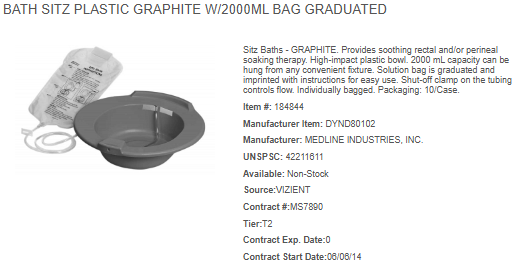 BATH SITZ PLASTIC GRAPHITE W/2000ML BAG GRADUATED
Sitz Baths - GRAPHITE. Provides soothing rectal and/or perineal
soaking therapy. High-impact plastic bowl. 2000 mL capacity can be
hung from any convenient fixture. Solution bag is graduated and
imprinted with instructions for easy use. Shut-off clamp on the tubing
controls flow. Individually bagged. Packaging: 10/Case.
Item #: 184844
Manufacturer Item: DYND80102
Manufacturer: MEDLINE INDUSTRIES, INC.
UNSPSC: 42211611
Available: Non-Stock
Source:VIZIENT
Contract #:MS7890
Tier:T2
Contract Exp. Date:0
Contract Start Date:06/06/14